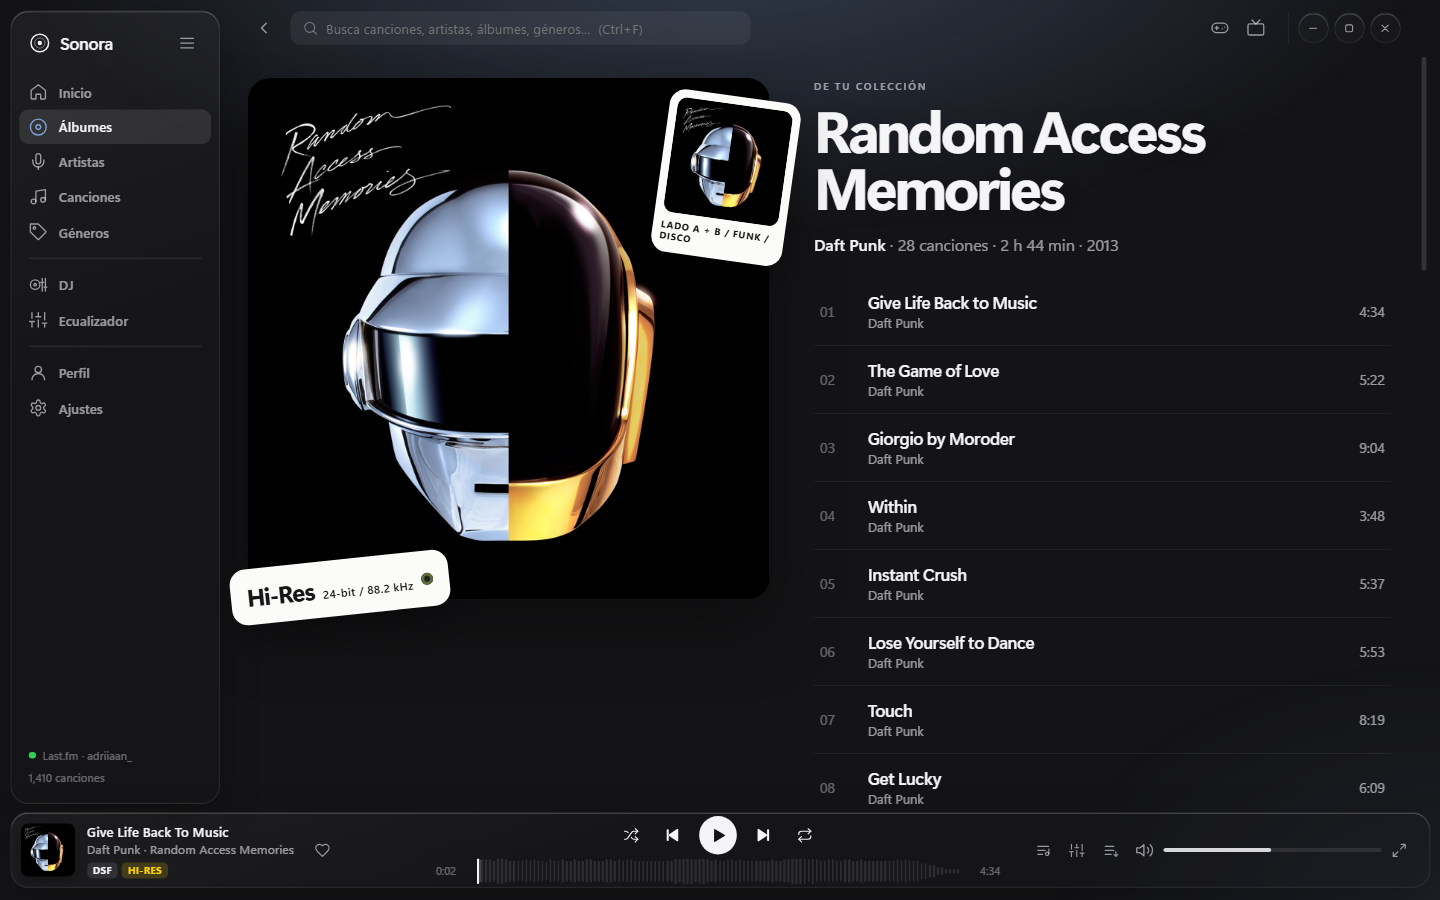 Sonora
Busca canciones, artistas, álbumes, géneros... (Ctrl+F)
Inicio
Álbumes
Artistas
Canciones
Géneros
DJ
Ecualizador
Perfil
Ajustes
Last.fm · adriiaan_
1,410 canciones
Random
Access
Memories
Random
Access
Memories
LADO A + B / FUNK /
DISCO
Hi-Res 24-bit / 88.2 kHz
DE TU COLECCIÓN
Random Access
Memories
Daft Punk · 28 canciones · 2 h 44 min · 2013
01 Give Life Back to Music 4:34
Daft Punk
02 The Game of Love 5:22
Daft Punk
03 Giorgio by Moroder 9:04
Daft Punk
04 Within 3:48
Daft Punk
05 Instant Crush 5:37
Daft Punk
06 Lose Yourself to Dance 5:53
Daft Punk
07 Touch 8:19
Daft Punk
08 Get Lucky 6:09
Daft Punk
Give Life Back To Music
Daft Punk · Random Access Memories
DSF HI-RES
0:02 4:34